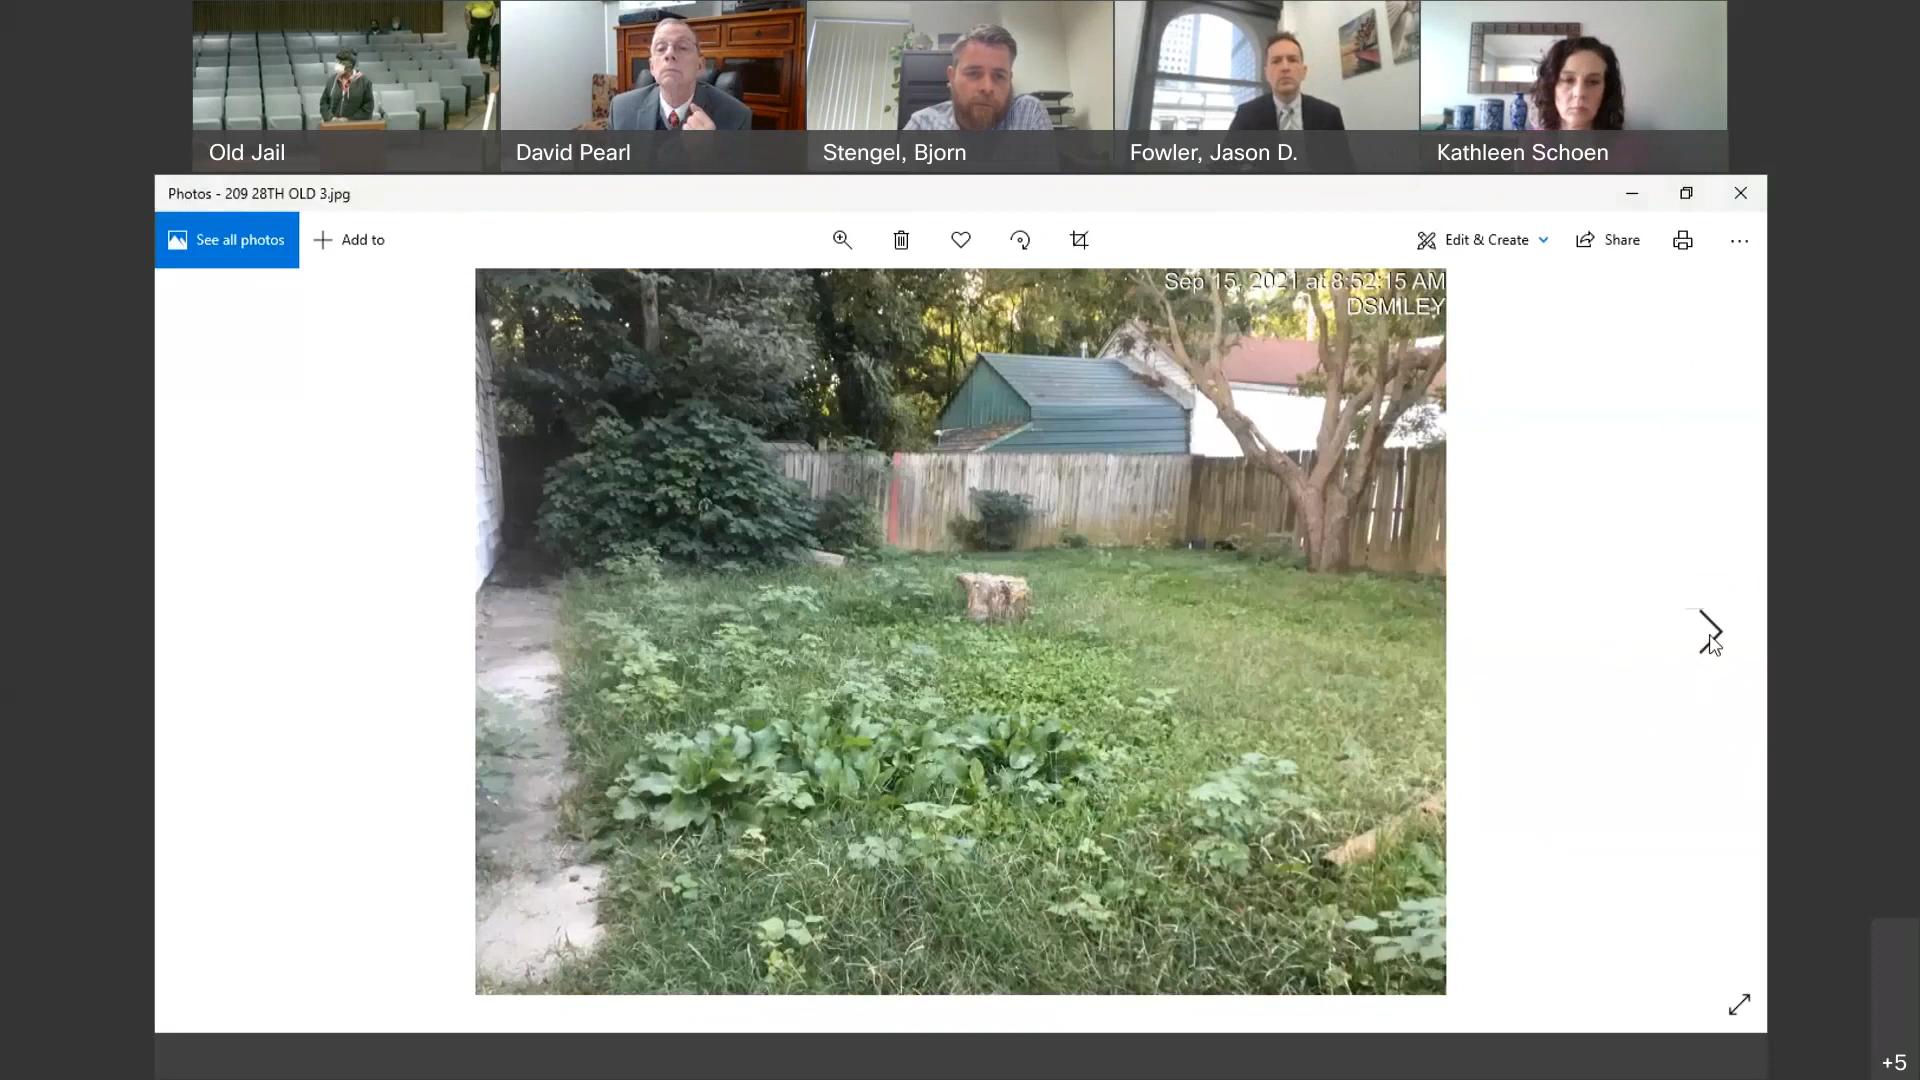 Old Jail
David Pearl
Stengel, Bjorn
Fowler, Jason D.
Kathleen Schoen
Photos - 209 28TH OLD 3.jpg
See all photos
Add to
Edit & Create
Share
Sep 15, 2021 at 8:52:15 AM
DSMILEY
+5